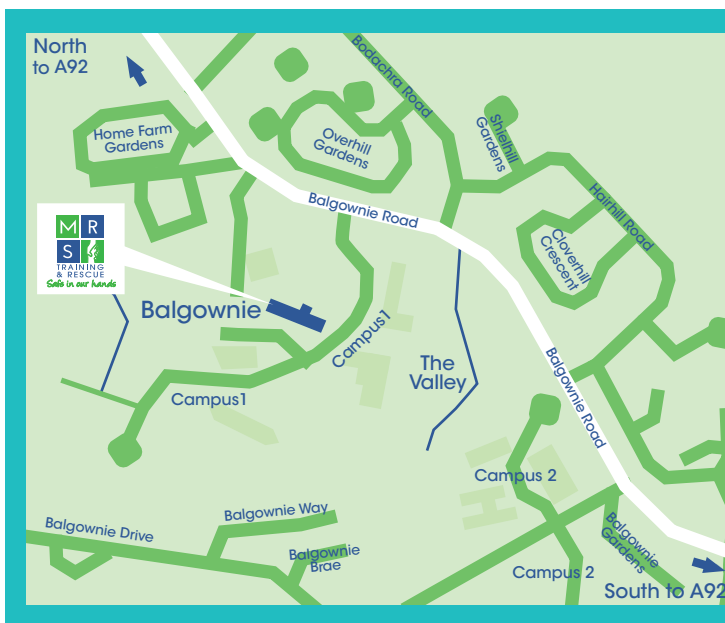 North
to A92
Bodachra Road
Home Farm
Gardens
Overhill
Gardens
Shielhill
Gardens
Balgownie Road
Hairhill Road
Cloverhill
Crescent
M R
S
TRAINING
& RESCUE
Safe in our hands
Balgownie
Campus1
The
Valley
Campus1
Balgownie Road
Campus 2
Balgownie Way
Balgownie Drive
Balgownie
Brae
Balgownie
Gardens
Campus 2
South to A92